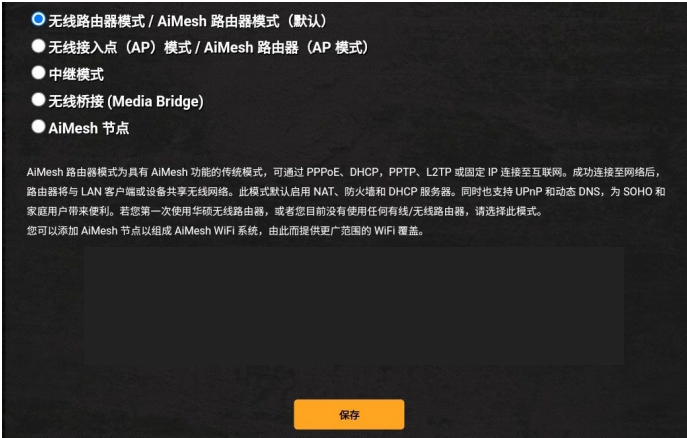 无线路由器模式 / AiMesh 路由器模式（默认）
无线接入点（AP）模式 / AiMesh 路由器（AP 模式）
中继模式
无线桥接 (Media Bridge)
AiMesh 节点
AiMesh 路由器模式为具有 AiMesh 功能的传统模式，可通过 PPPoE、DHCP，PPTP、L2TP 或固定 IP 连接至互联网。成功连接至网络后，
路由器将与 LAN 客户端或设备共享无线网络。此模式默认启用 NAT、防火墙和 DHCP 服务器。同时也支持 UPnP 和动态 DNS，为 SOHO 和
家庭用户带来便利。若您第一次使用华硕无线路由器，或者您目前没有使用任何有线/无线路由器，请选择此模式。
您可以添加 AiMesh 节点以组成 AiMesh WiFi 系统，由此而提供更广范围的 WiFi 覆盖。
保存